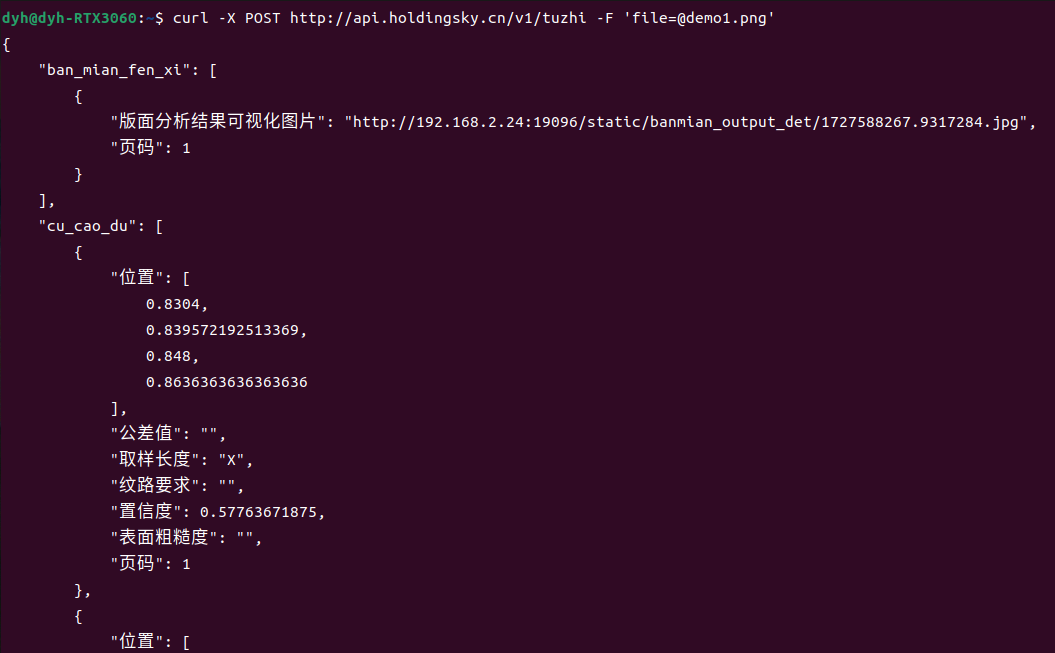 dyh@dyh-RTX3060:~$ curl -X POST http://api.holdingsky.cn/v1/tuzhi -F 'file=@demo1.png'
{
    "ban_mian_fen_xi": [
        {
            "版面分析结果可视化图片": "http://192.168.2.24:19096/static/banmian_output_det/1727588267.9317284.jpg",
            "页码": 1
        }
    ],
    "cu_cao_du": [
        {
            "位置": [
                0.8304,
                0.839572192513369,
                0.848,
                0.8636363636363636
            ],
            "公差值": "",
            "取样长度": "X",
            "纹路要求": "",
            "置信度": 0.57763671875,
            "表面粗糙度": "",
            "页码": 1
        },
        {
            "位置": [